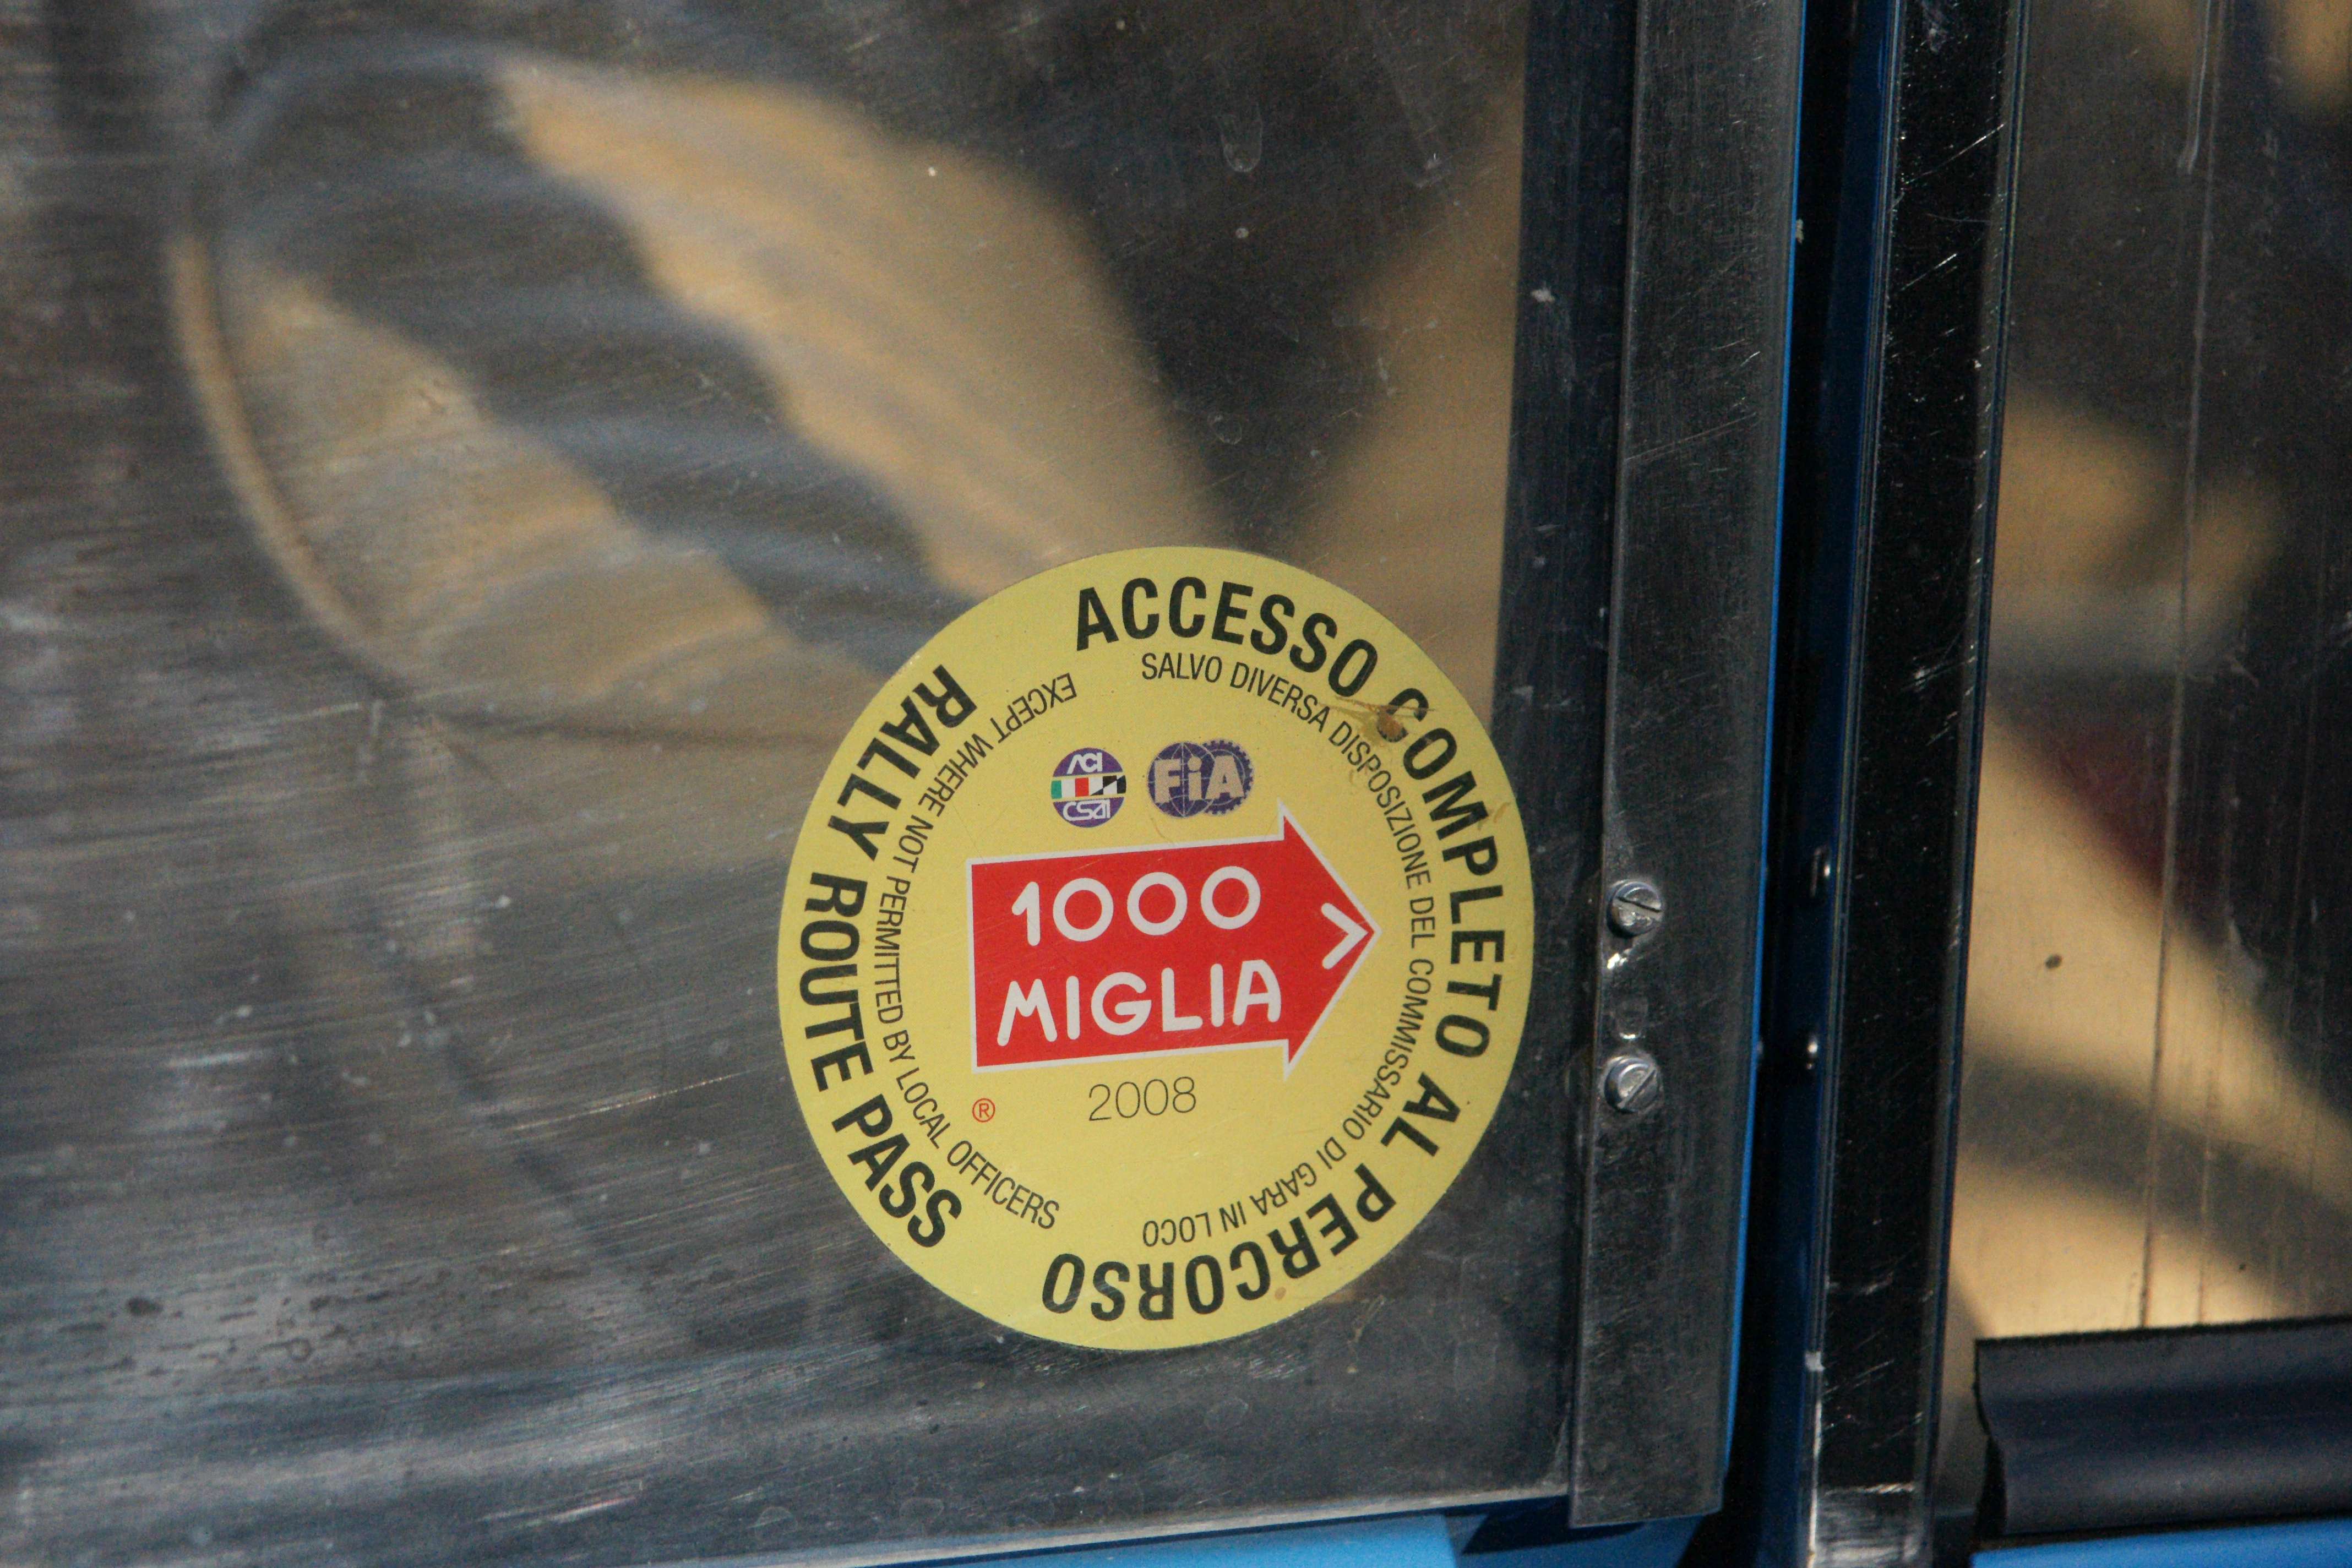 ACCESSO COMPLETO AL PERCORSO
SALVO DIVERSA DISPOSIZIONE DEL COMMISSARIO DI GARA IN LOCO
RALLY ROUTE PASS
EXCEPT WHERE NOT PERMITTED BY LOCAL OFFICERS
ACI
CSAI
FiA
1000
MIGLIA
®
2008